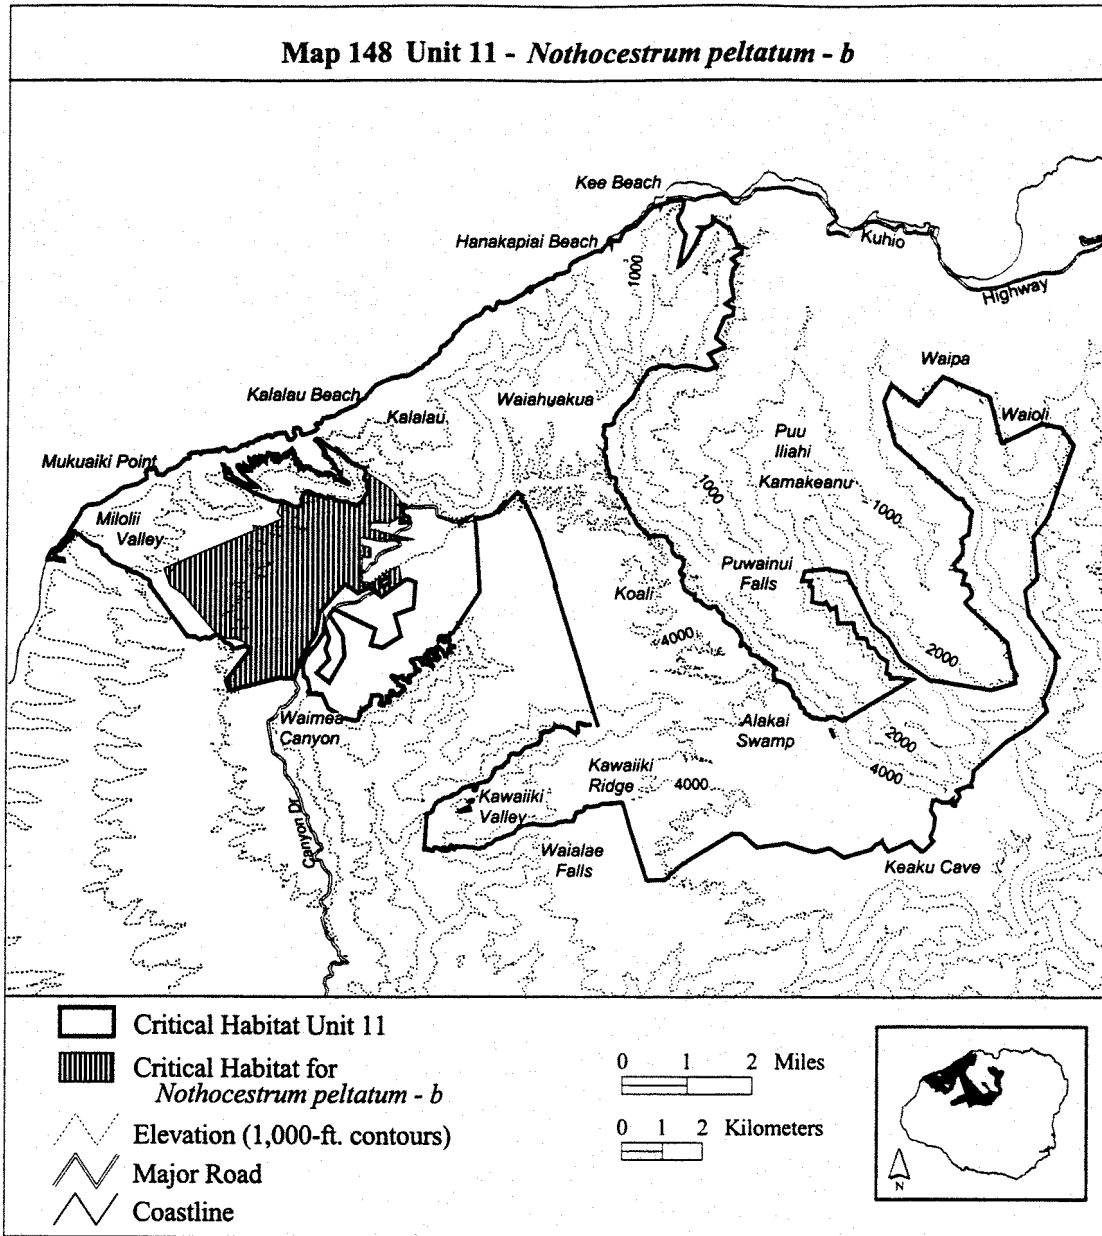 Map 148 Unit 11 - Nothocestrum peltatum - b
Kee Beach
Hanakapiai Beach
Kuhio
Highway
1000
Waipa
Kalalau Beach
Waiahuakua
Kalalau
Waioli
Puu
Iliahi
Mukuaiki Point
Kamakeanu
1000
1000
Milolii
Valley
Puwainui
Falls
Koali
4000
2000
Waimea
Canyon
Alakai
Swamp
2000
4000
Kawaiiki
Ridge
4000
Kawaiiki
Valley
Canyon Dr
Waialae
Falls
Keaku Cave
Critical Habitat Unit 11
Critical Habitat for
Nothocestrum peltatum - b
Elevation (1,000-ft. contours)
Major Road
Coastline
0 1 2 Miles
0 1 2 Kilometers
N